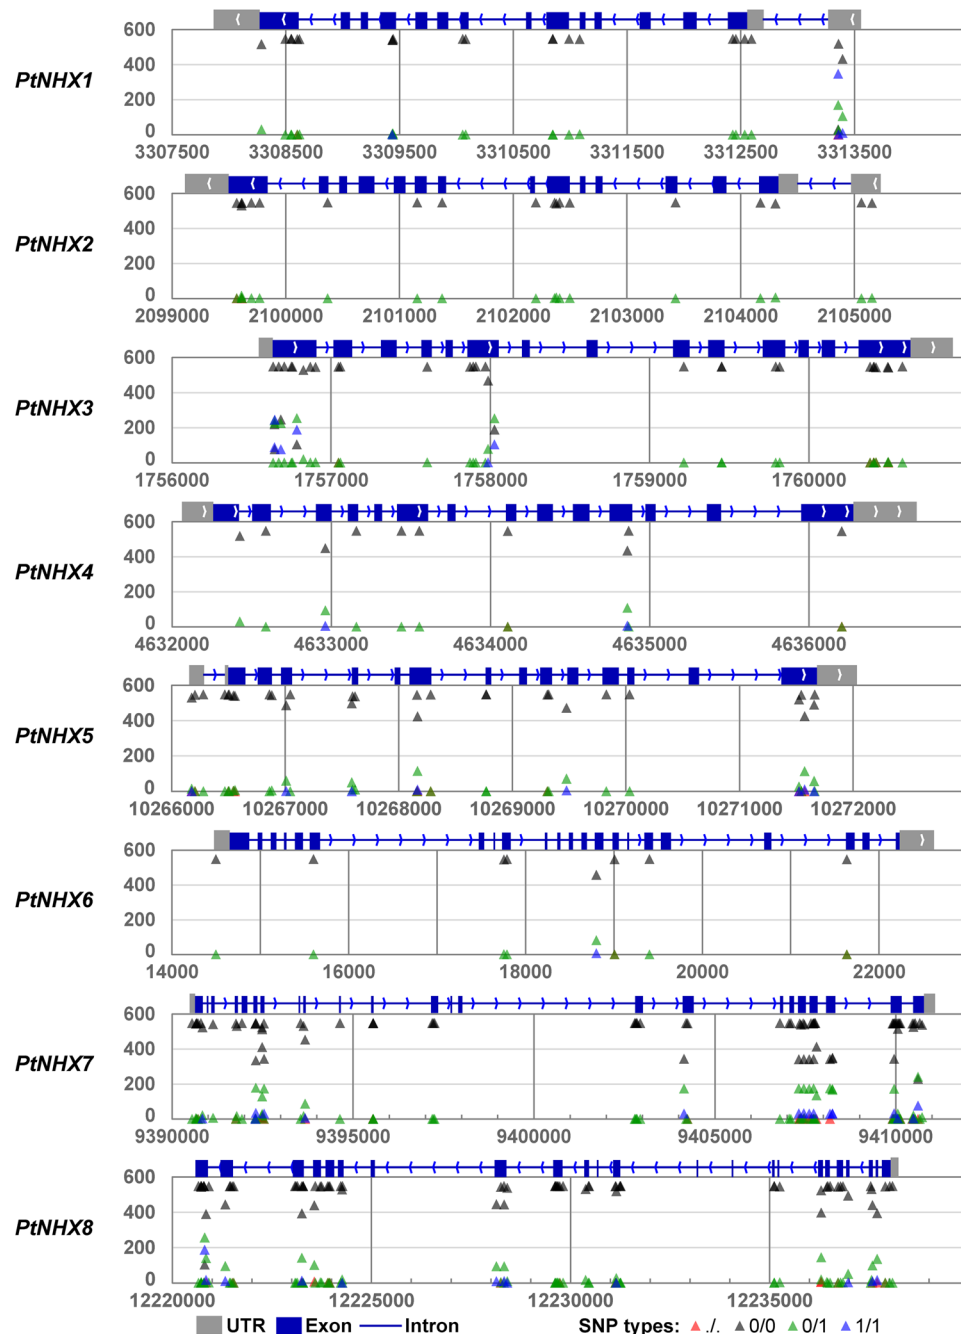 600
400
PtNHX1
200
0
3307500 3308500 3309500 3310500 3311500 3312500 3313500
600
400
PtNHX2
200
0
2099000 2100000 2101000 2102000 2103000 2104000 2105000
600
400
PtNHX3
200
0
1756000 1757000 1758000 1759000 1760000
600
400
PtNHX4
200
0
4632000 4633000 4634000 4635000 4636000
600
400
PtNHX5
200
0
10266000 10267000 10268000 10269000 10270000 10271000 10272000
600
400
PtNHX6
200
0
14000 16000 18000 20000 22000
600
400
PtNHX7
200
0
9390000 9395000 9400000 9405000 9410000
600
400
PtNHX8
200
0
12220000 12225000 12230000 12235000
UTR Exon Intron SNP types: ./. 0/0 0/1 1/1